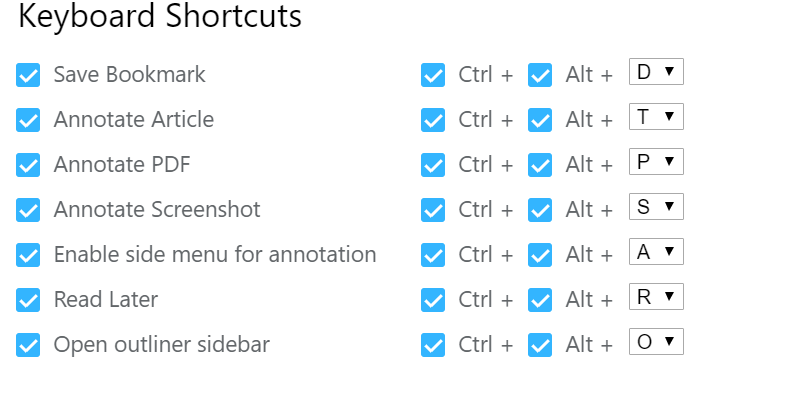 Keyboard Shortcuts
Save Bookmark Ctrl + Alt + D
Annotate Article Ctrl + Alt + T
Annotate PDF Ctrl + Alt + P
Annotate Screenshot Ctrl + Alt + S
Enable side menu for annotation Ctrl + Alt + A
Read Later Ctrl + Alt + R
Open outliner sidebar Ctrl + Alt + O